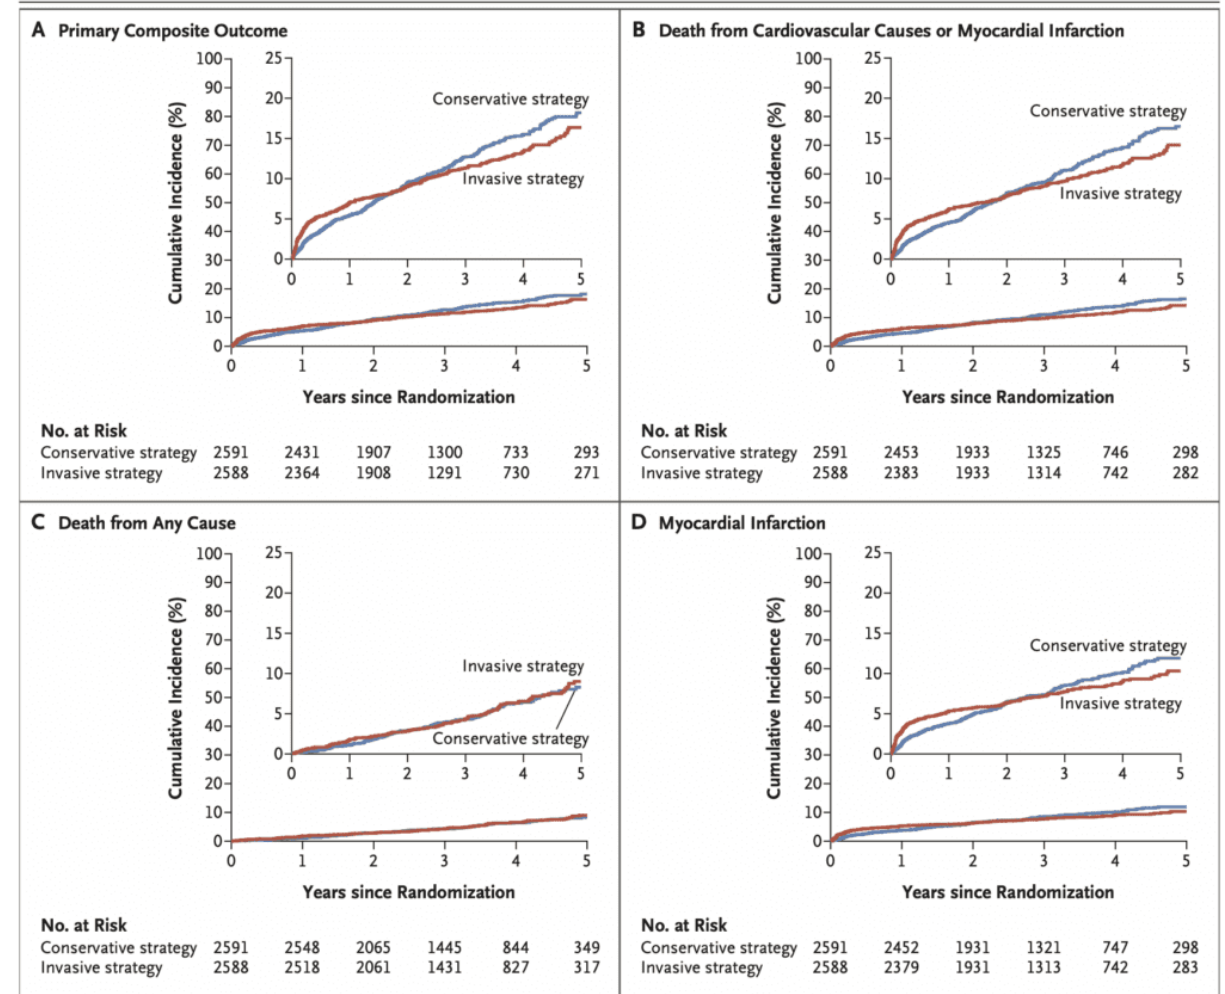 A Primary Composite Outcome
Cumulative Incidence (%)
100
90
80
70
60
50
40
30
20
10
0
25
20
15
10
5
0
Conservative strategy
Invasive strategy
0 1 2 3 4 5
0 1 2 3 4 5
Years since Randomization
No. at Risk
Conservative strategy 2591 2431 1907 1300 733 293
Invasive strategy 2588 2364 1908 1291 730 271
B Death from Cardiovascular Causes or Myocardial Infarction
Cumulative Incidence (%)
100
90
80
70
60
50
40
30
20
10
0
25
20
15
10
5
0
Conservative strategy
Invasive strategy
0 1 2 3 4 5
0 1 2 3 4 5
Years since Randomization
No. at Risk
Conservative strategy 2591 2453 1933 1325 746 298
Invasive strategy 2588 2383 1933 1314 742 282
C Death from Any Cause
Cumulative Incidence (%)
100
90
80
70
60
50
40
30
20
10
0
25
20
15
10
5
0
Invasive strategy
Conservative strategy
0 1 2 3 4 5
0 1 2 3 4 5
Years since Randomization
No. at Risk
Conservative strategy 2591 2548 2065 1445 844 349
Invasive strategy 2588 2518 2061 1431 827 317
D Myocardial Infarction
Cumulative Incidence (%)
100
90
80
70
60
50
40
30
20
10
0
25
20
15
10
5
0
Conservative strategy
Invasive strategy
0 1 2 3 4 5
0 1 2 3 4 5
Years since Randomization
No. at Risk
Conservative strategy 2591 2452 1931 1321 747 298
Invasive strategy 2588 2379 1931 1313 742 283